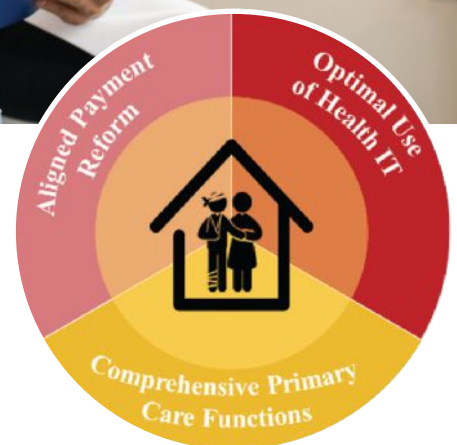 Aligned Payment
Reform
Optimal Use
of Health IT
Comprehensive Primary
Care Functions